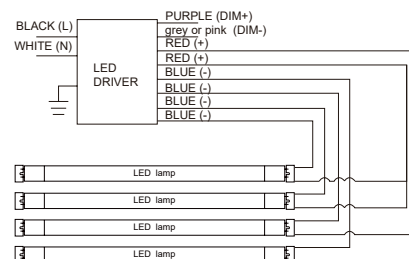 PURPLE (DIM+)
BLACK (L)
grey or pink (DIM-)
WHITE (N)
RED (+)
RED (+)
LED
DRIVER
BLUE (-)
BLUE (-)
BLUE (-)
BLUE (-)
LED lamp
LED lamp
LED lamp
LED lamp